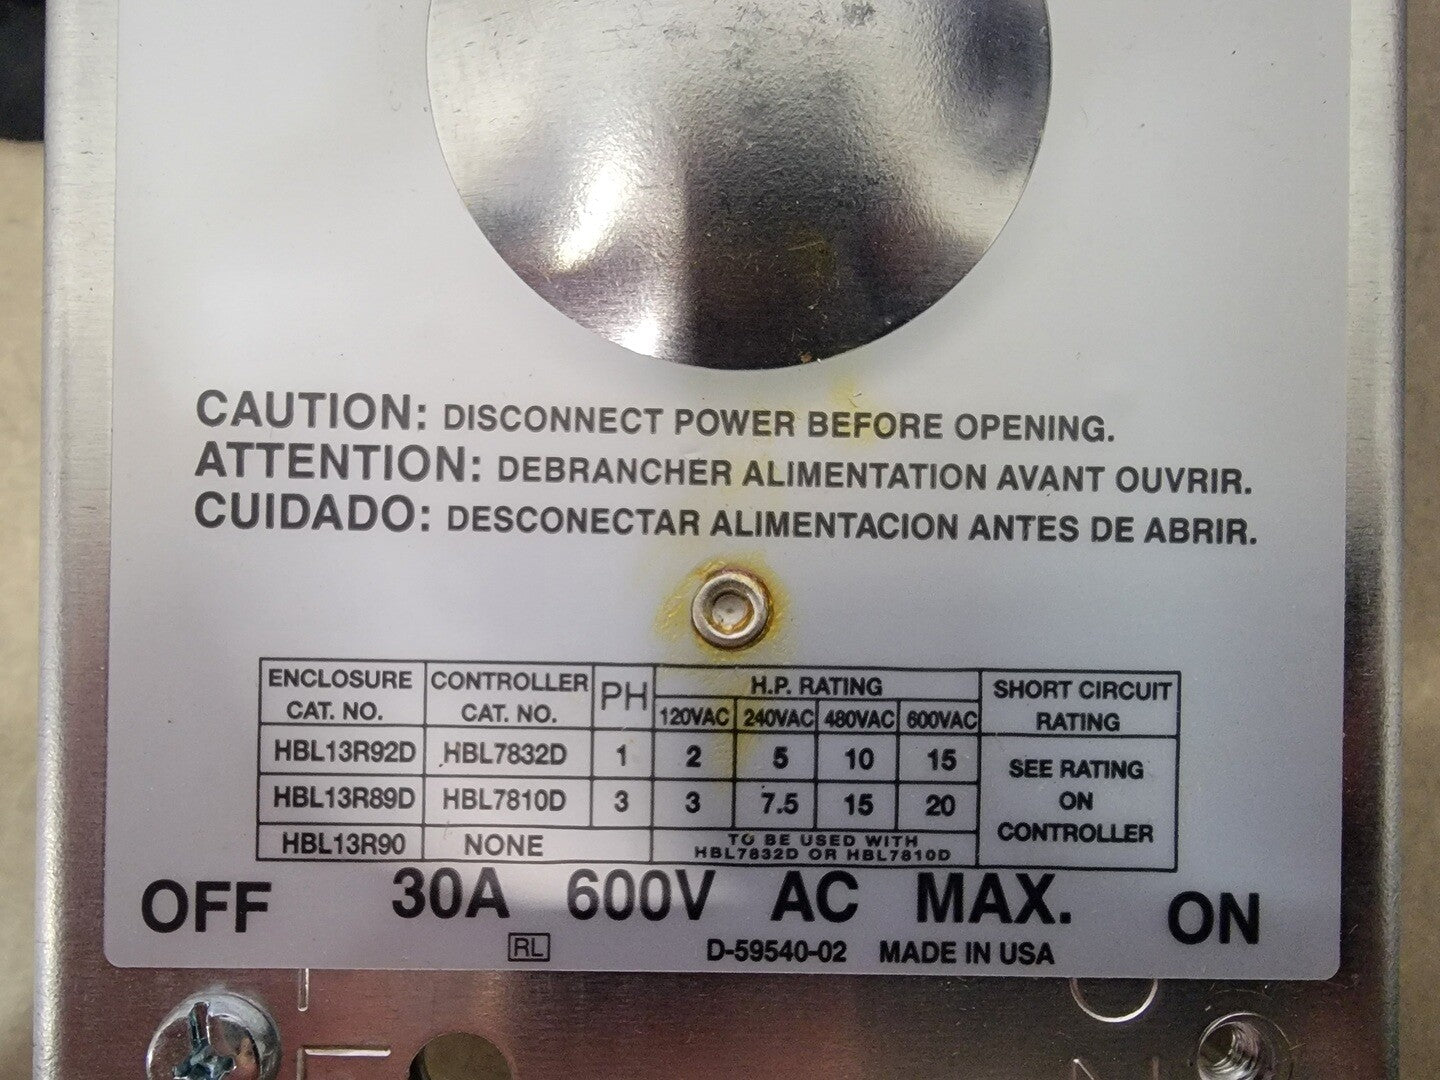 CAUTION: DISCONNECT POWER BEFORE OPENING.
ATTENTION: DEBRANCHER ALIMENTATION AVANT OUVRIR.
CUIDADO: DESCONECTAR ALIMENTACION ANTES DE ABRIR.
ENCLOSURE CAT. NO. CONTROLLER CAT. NO. PH H.P. RATING SHORT CIRCUIT RATING
120VAC 240VAC 480VAC 600VAC
HBL13R92D HBL7832D 1 2 5 10 15
HBL13R89D HBL7810D 3 3 7.5 15 20
SEE RATING
ON
CONTROLLER
HBL13R90 NONE TO BE USED WITH
HBL7832D OR HBL7810D
OFF 30A 600V AC MAX. ON
RL D-59540-02 MADE IN USA